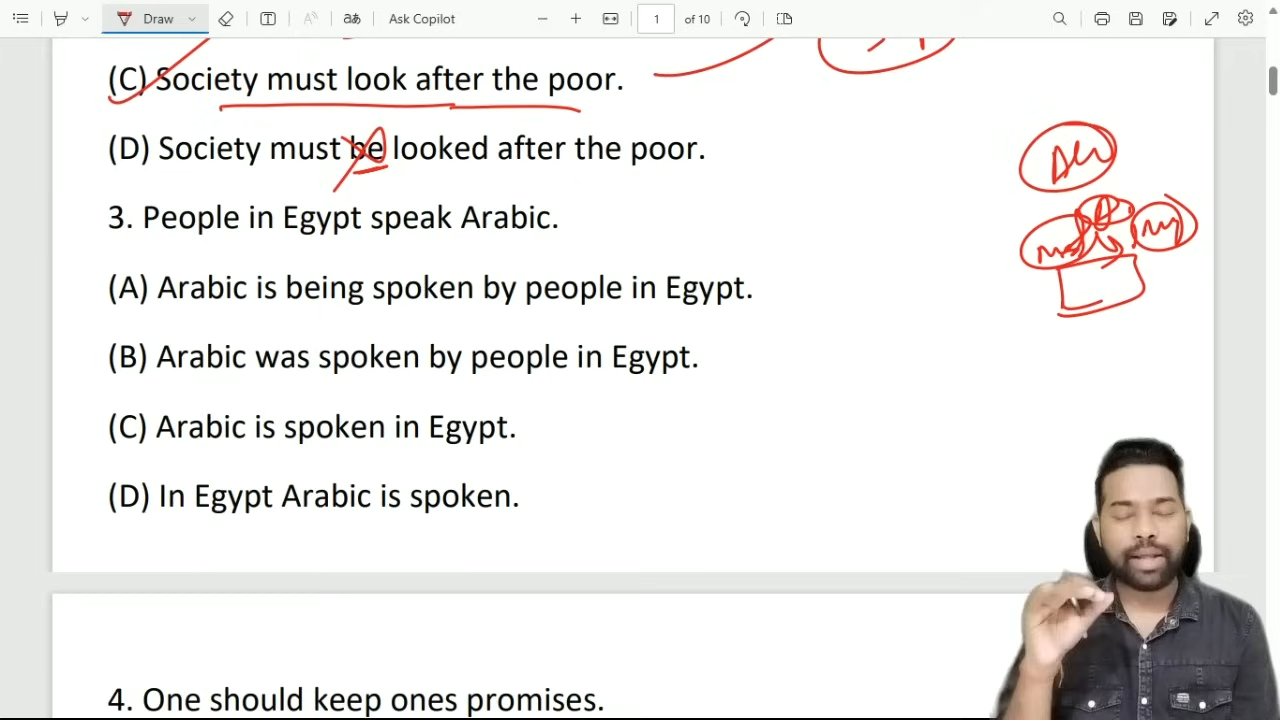 Draw
Ask Copilot
1
of 10
(C) Society must look after the poor.
(D) Society must be looked after the poor.
3. People in Egypt speak Arabic.
(A) Arabic is being spoken by people in Egypt.
(B) Arabic was spoken by people in Egypt.
(C) Arabic is spoken in Egypt.
(D) In Egypt Arabic is spoken.
4. One should keep ones promises.